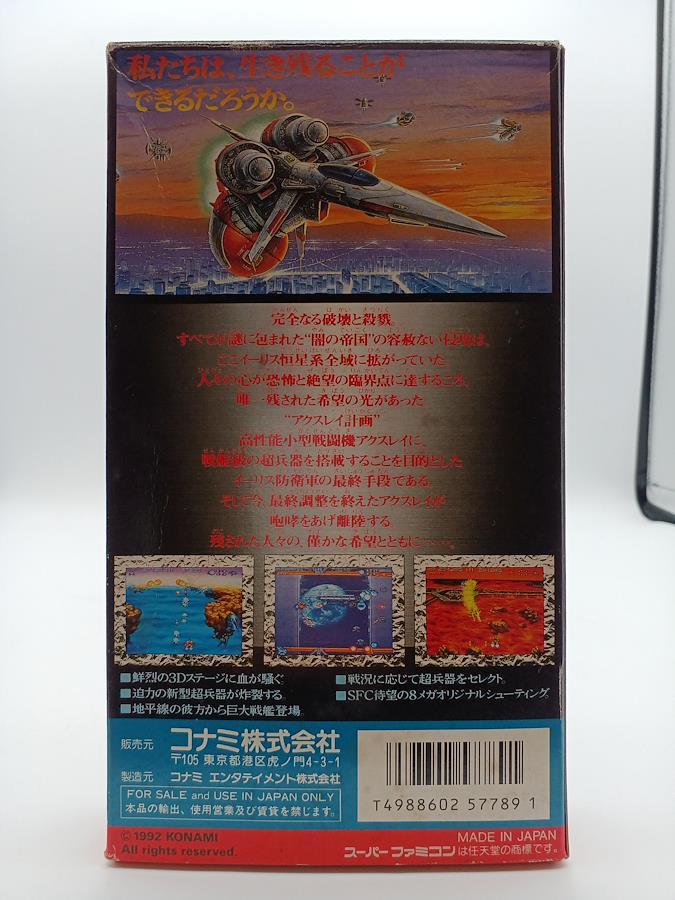 私たちは、生き残ることが
できるだろうか。
完全なる破壊と殺戮。
すべてが謎に包まれた“闇の帝国”の容赦ない侵略は、
ここイーリス恒星系全域に拡がっていた。
人々の心が恐怖と絶望の臨界点に達するころ、
唯一残された希望の光があった。
“アクスレイ計画”
高性能小型戦闘機アクスレイに、
戦艦級の超兵器を搭載することを目的とした
イーリス防衛軍の最終手段である。
そして今、最終調整を終えたアクスレイが
咆哮をあげ離陸する。
残された人々の、僅かな希望とともに……。
■鮮烈の3Dステージに血が騒ぐ。
■迫力の新型超兵器が炸裂する。
■地平線の彼方から巨大戦艦登場。
■戦況に応じて超兵器をセレクト。
■SFC待望の8メガオリジナルシューティング。
販売元 コナミ株式会社
〒105 東京都港区虎ノ門4-3-1
製造元 コナミ エンタテイメント株式会社
FOR SALE and USE IN JAPAN ONLY
本品の輸出、使用営業及び賃貸を禁じます。
T4988602 57789 1
©1992 KONAMI
All rights reserved.
MADE IN JAPAN
スーパーファミコンは任天堂の商標です。